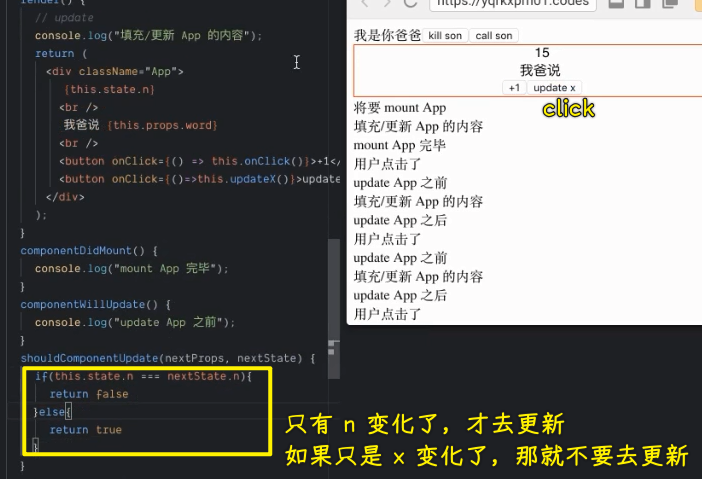 render() {
// update
console.log("填充/更新 App 的内容");
return (
<div className="App">
{this.state.n}
<br />
我爸说 {this.props.word}
<br />
<button onClick={() => this.onClick()}>+1</
<button onClick={()=>this.updateX()}>update
</div>
);
}
componentDidMount() {
console.log("mount App 完毕");
}
componentWillUpdate() {
console.log("update App 之前");
}
shouldComponentUpdate(nextProps, nextState) {
if(this.state.n === nextState.n){
return false
}else{
return true
}
}
https://yqrkxpm01.codes
我是你爸爸 kill son call son
15
我爸说
+1 update x
click
将要 mount App
填充/更新 App 的内容
mount App 完毕
用户点击了
update App 之前
填充/更新 App 的内容
update App 之后
用户点击了
update App 之前
填充/更新 App 的内容
update App 之后
用户点击了
只有 n 变化了，才去更新
如果只是 x 变化了，那就不要去更新